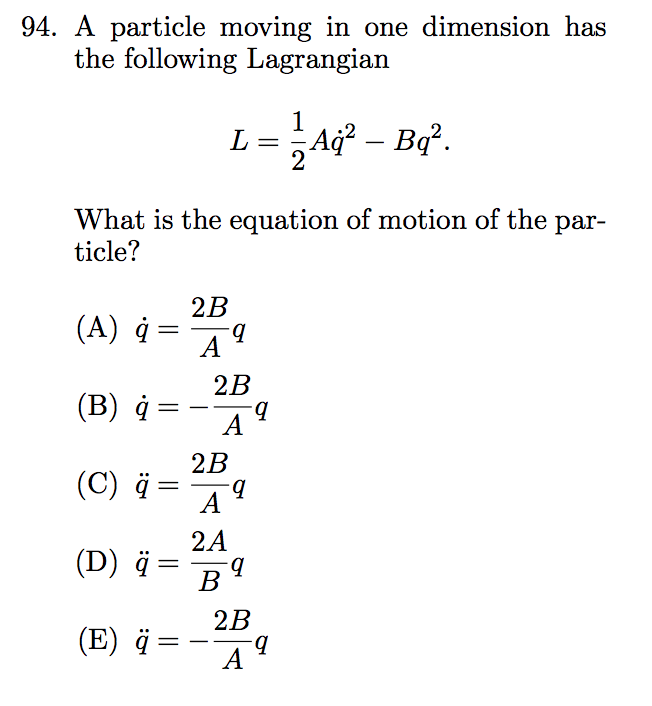 94. A particle moving in one dimension has
the following Lagrangian
L = \frac{1}{2}A\dot{q}^2 − Bq^2.
What is the equation of motion of the par-
ticle?
(A) \dot{q} = \frac{2B}{A}q
(B) \dot{q} = −\frac{2B}{A}q
(C) \ddot{q} = \frac{2B}{A}q
(D) \ddot{q} = \frac{2A}{B}q
(E) \ddot{q} = −\frac{2B}{A}q